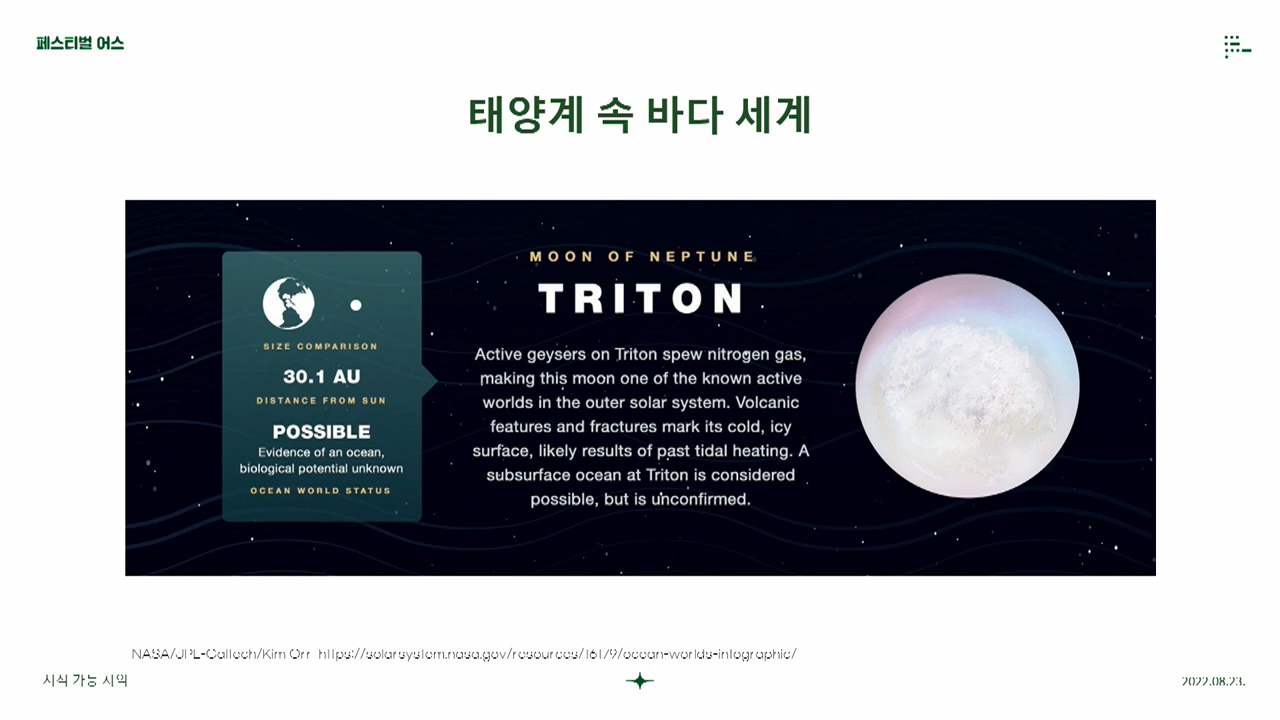 페스티벌 어스
태양계 속 바다 세계
SIZE COMPARISON
30.1 AU
DISTANCE FROM SUN
POSSIBLE
Evidence of an ocean,
biological potential unknown
OCEAN WORLD STATUS
MOON OF NEPTUNE
TRITON
Active geysers on Triton spew nitrogen gas,
making this moon one of the known active
worlds in the outer solar system. Volcanic
features and fractures mark its cold, icy
surface, likely results of past tidal heating. A
subsurface ocean at Triton is considered
possible, but is unconfirmed.
NASA/JPL-Caltech/Kim Orr https://solarsystem.nasa.gov/resources/16179/ocean-worlds-infographic/
가능
2022.08.23.